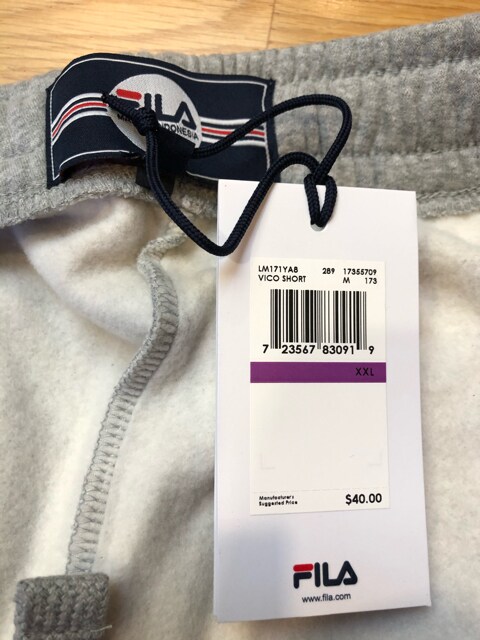 FILA
INDONESIA
LM171YA8 289 17355709
VICO SHORT M 173
7 23567 83091 9
XXL
Manufacturer's
Suggested Price $40.00
FILA
www.fila.com